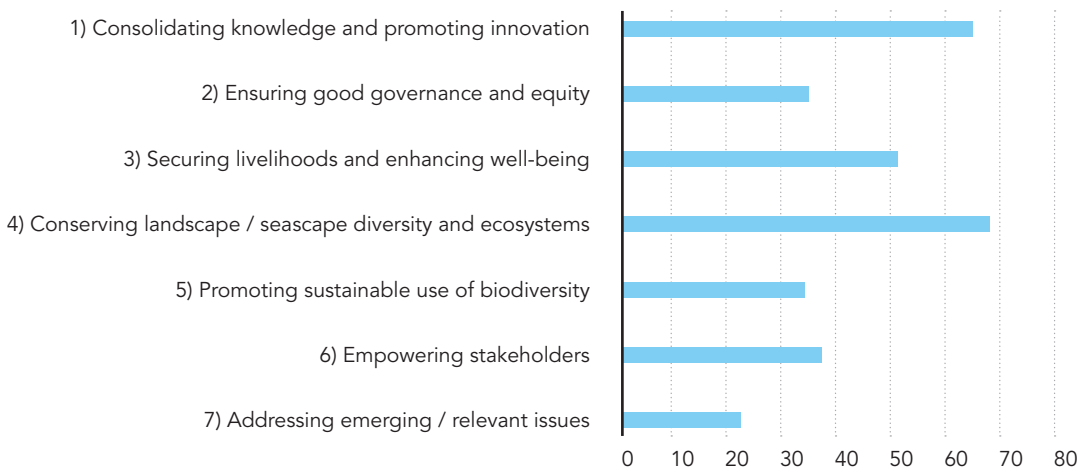 1) Consolidating knowledge and promoting innovation
2) Ensuring good governance and equity
3) Securing livelihoods and enhancing well-being
4) Conserving landscape / seascape diversity and ecosystems
5) Promoting sustainable use of biodiversity
6) Empowering stakeholders
7) Addressing emerging / relevant issues
0 10 20 30 40 50 60 70 80